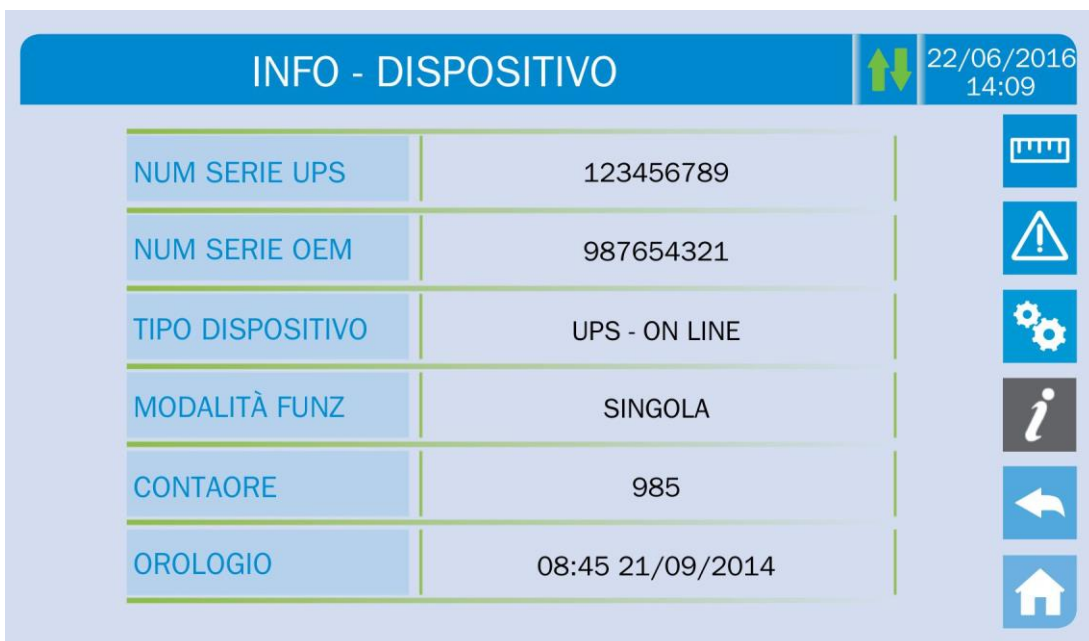 INFO - DISPOSITIVO
22/06/2016
14:09
NUM SERIE UPS 123456789
NUM SERIE OEM 987654321
TIPO DISPOSITIVO UPS - ON LINE
MODALITÀ FUNZ SINGOLA
CONTAORE 985
OROLOGIO 08:45 21/09/2014